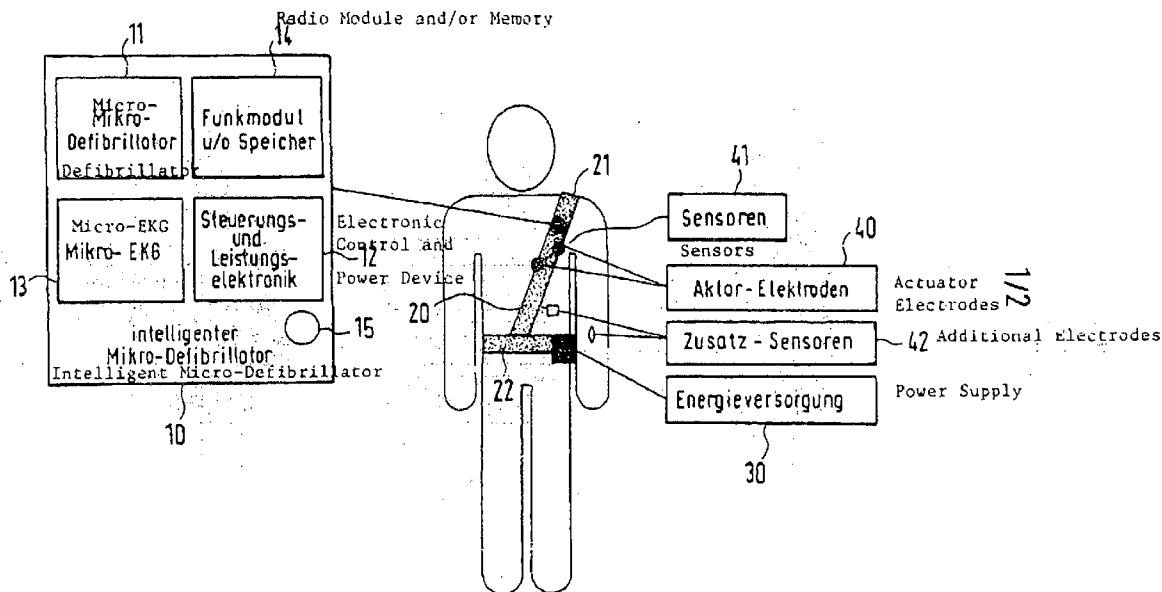 Radio Module and/or Memory
11
14
Micro-
Mikro-
Defibrillator
Defibrillator
Funkmodul
u/o Speicher
Micro-EKG
Mikro-EKG
13
Steuerungs-
und
Leistungs-
elektronik
12
Electronic
Control and
Power Device
intelligenter
Mikro-Defibrillator
Intelligent Micro-Defibrillator
15
10
20
21
22
41
Sensoren
Sensors
40
Aktor-Elektroden
Actuator
Electrodes
1/2
Zusatz-Sensoren
42
Additional Electrodes
Energieversorgung
Power Supply
30